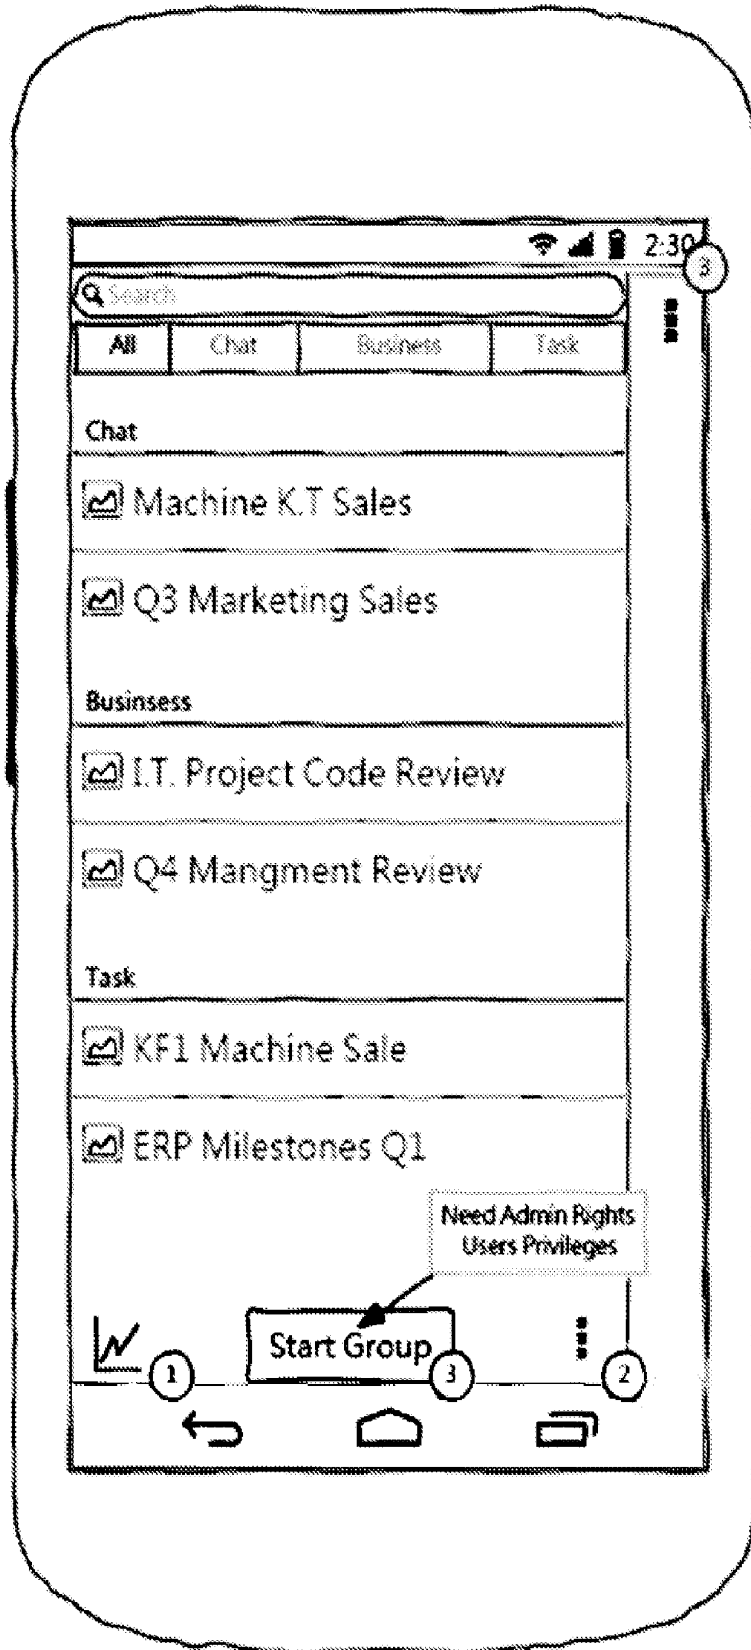 2:30
3
Search
All Chat Business Task
Chat
Machine K.T Sales
Q3 Marketing Sales
Businsess
I.T. Project Code Review
Q4 Mangment Review
Task
KF1 Machine Sale
ERP Milestones Q1
Need Admin Rights
Users Privileges
Start Group
1 3 2